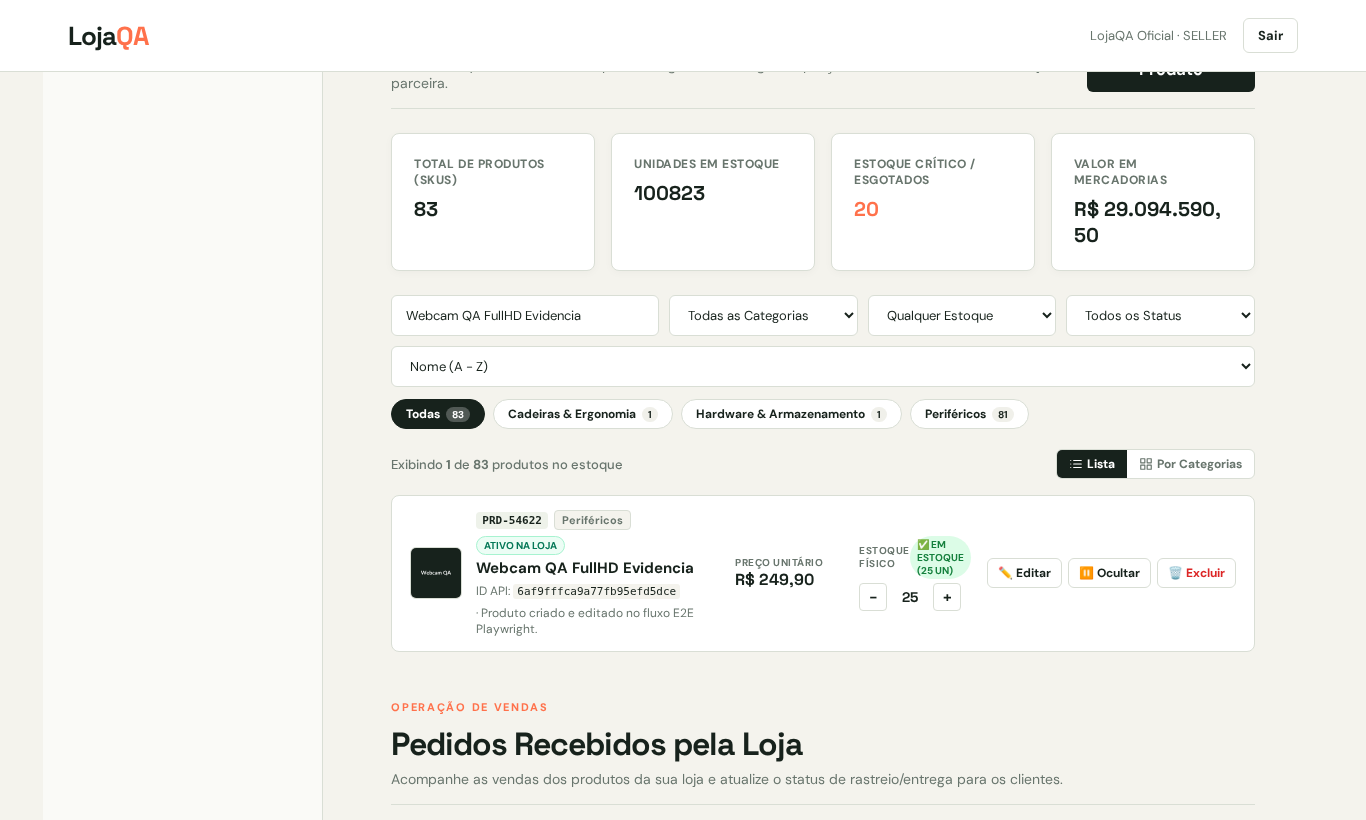 LojaQA
LojaQA Oficial · SELLER
Sair
parceira.
Produto
TOTAL DE PRODUTOS
(SKUS)
83
UNIDADES EM ESTOQUE
100823
ESTOQUE CRÍTICO /
ESGOTADOS
20
VALOR EM
MERCADORIAS
R$ 29.094.590,
50
Webcam QA FullHD Evidencia
Todas as Categorias
Qualquer Estoque
Todos os Status
Nome (A - Z)
Todas 83
Cadeiras & Ergonomia 1
Hardware & Armazenamento 1
Periféricos 81
Exibindo 1 de 83 produtos no estoque
Lista
Por Categorias
Webcam QA
PRD-54622 Periféricos
ATIVO NA LOJA
Webcam QA FullHD Evidencia
ID API: 6af9fffca9a77fb95efd5dce
· Produto criado e editado no fluxo E2E
Playwright.
PREÇO UNITÁRIO
R$ 249,90
ESTOQUE
FÍSICO
✅ EM
ESTOQUE
(25 UN)
− 25 +
✏️ Editar
⏸️ Ocultar
🗑️ Excluir
OPERAÇÃO DE VENDAS
Pedidos Recebidos pela Loja
Acompanhe as vendas dos produtos da sua loja e atualize o status de rastreio/entrega para os clientes.